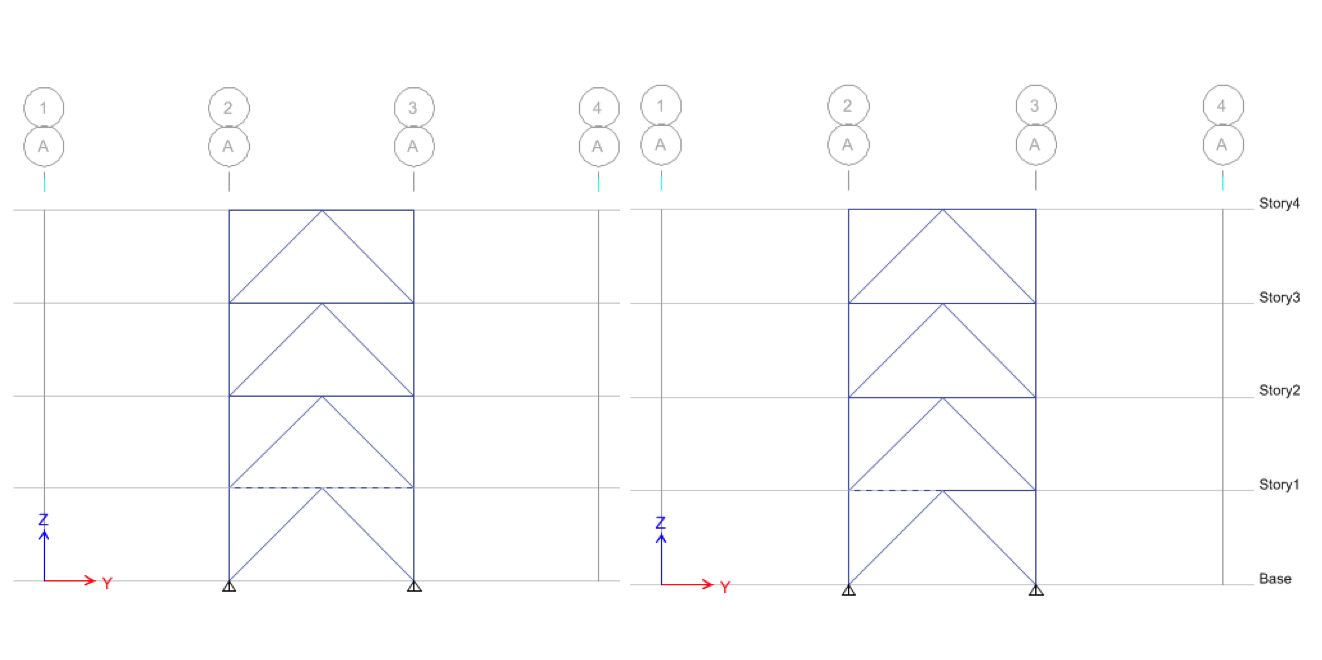 1 2 3 4 1 2 3 4
A A A A A A A A
Story4
Story3
Story2
Story1
Z Z
Base
Y Y